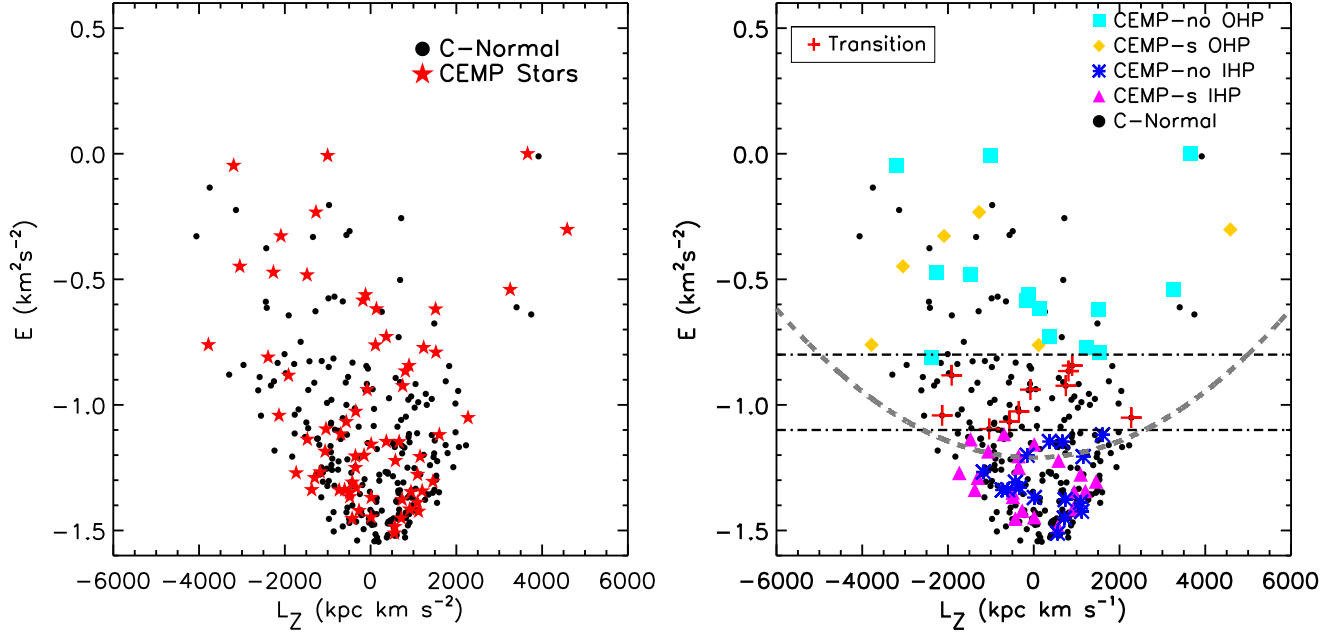 C-Normal
CEMP Stars
0.5
0.0
-0.5
-1.0
-1.5
E (km²s⁻²)
-6000 -4000 -2000 0 2000 4000 6000
L_Z (kpc km s⁻²)
Transition
CEMP-no OHP
CEMP-s OHP
CEMP-no IHP
CEMP-s IHP
C-Normal
0.5
0.0
-0.5
-1.0
-1.5
E (km²s⁻²)
-6000 -4000 -2000 0 2000 4000 6000
L_Z (kpc km s⁻¹)